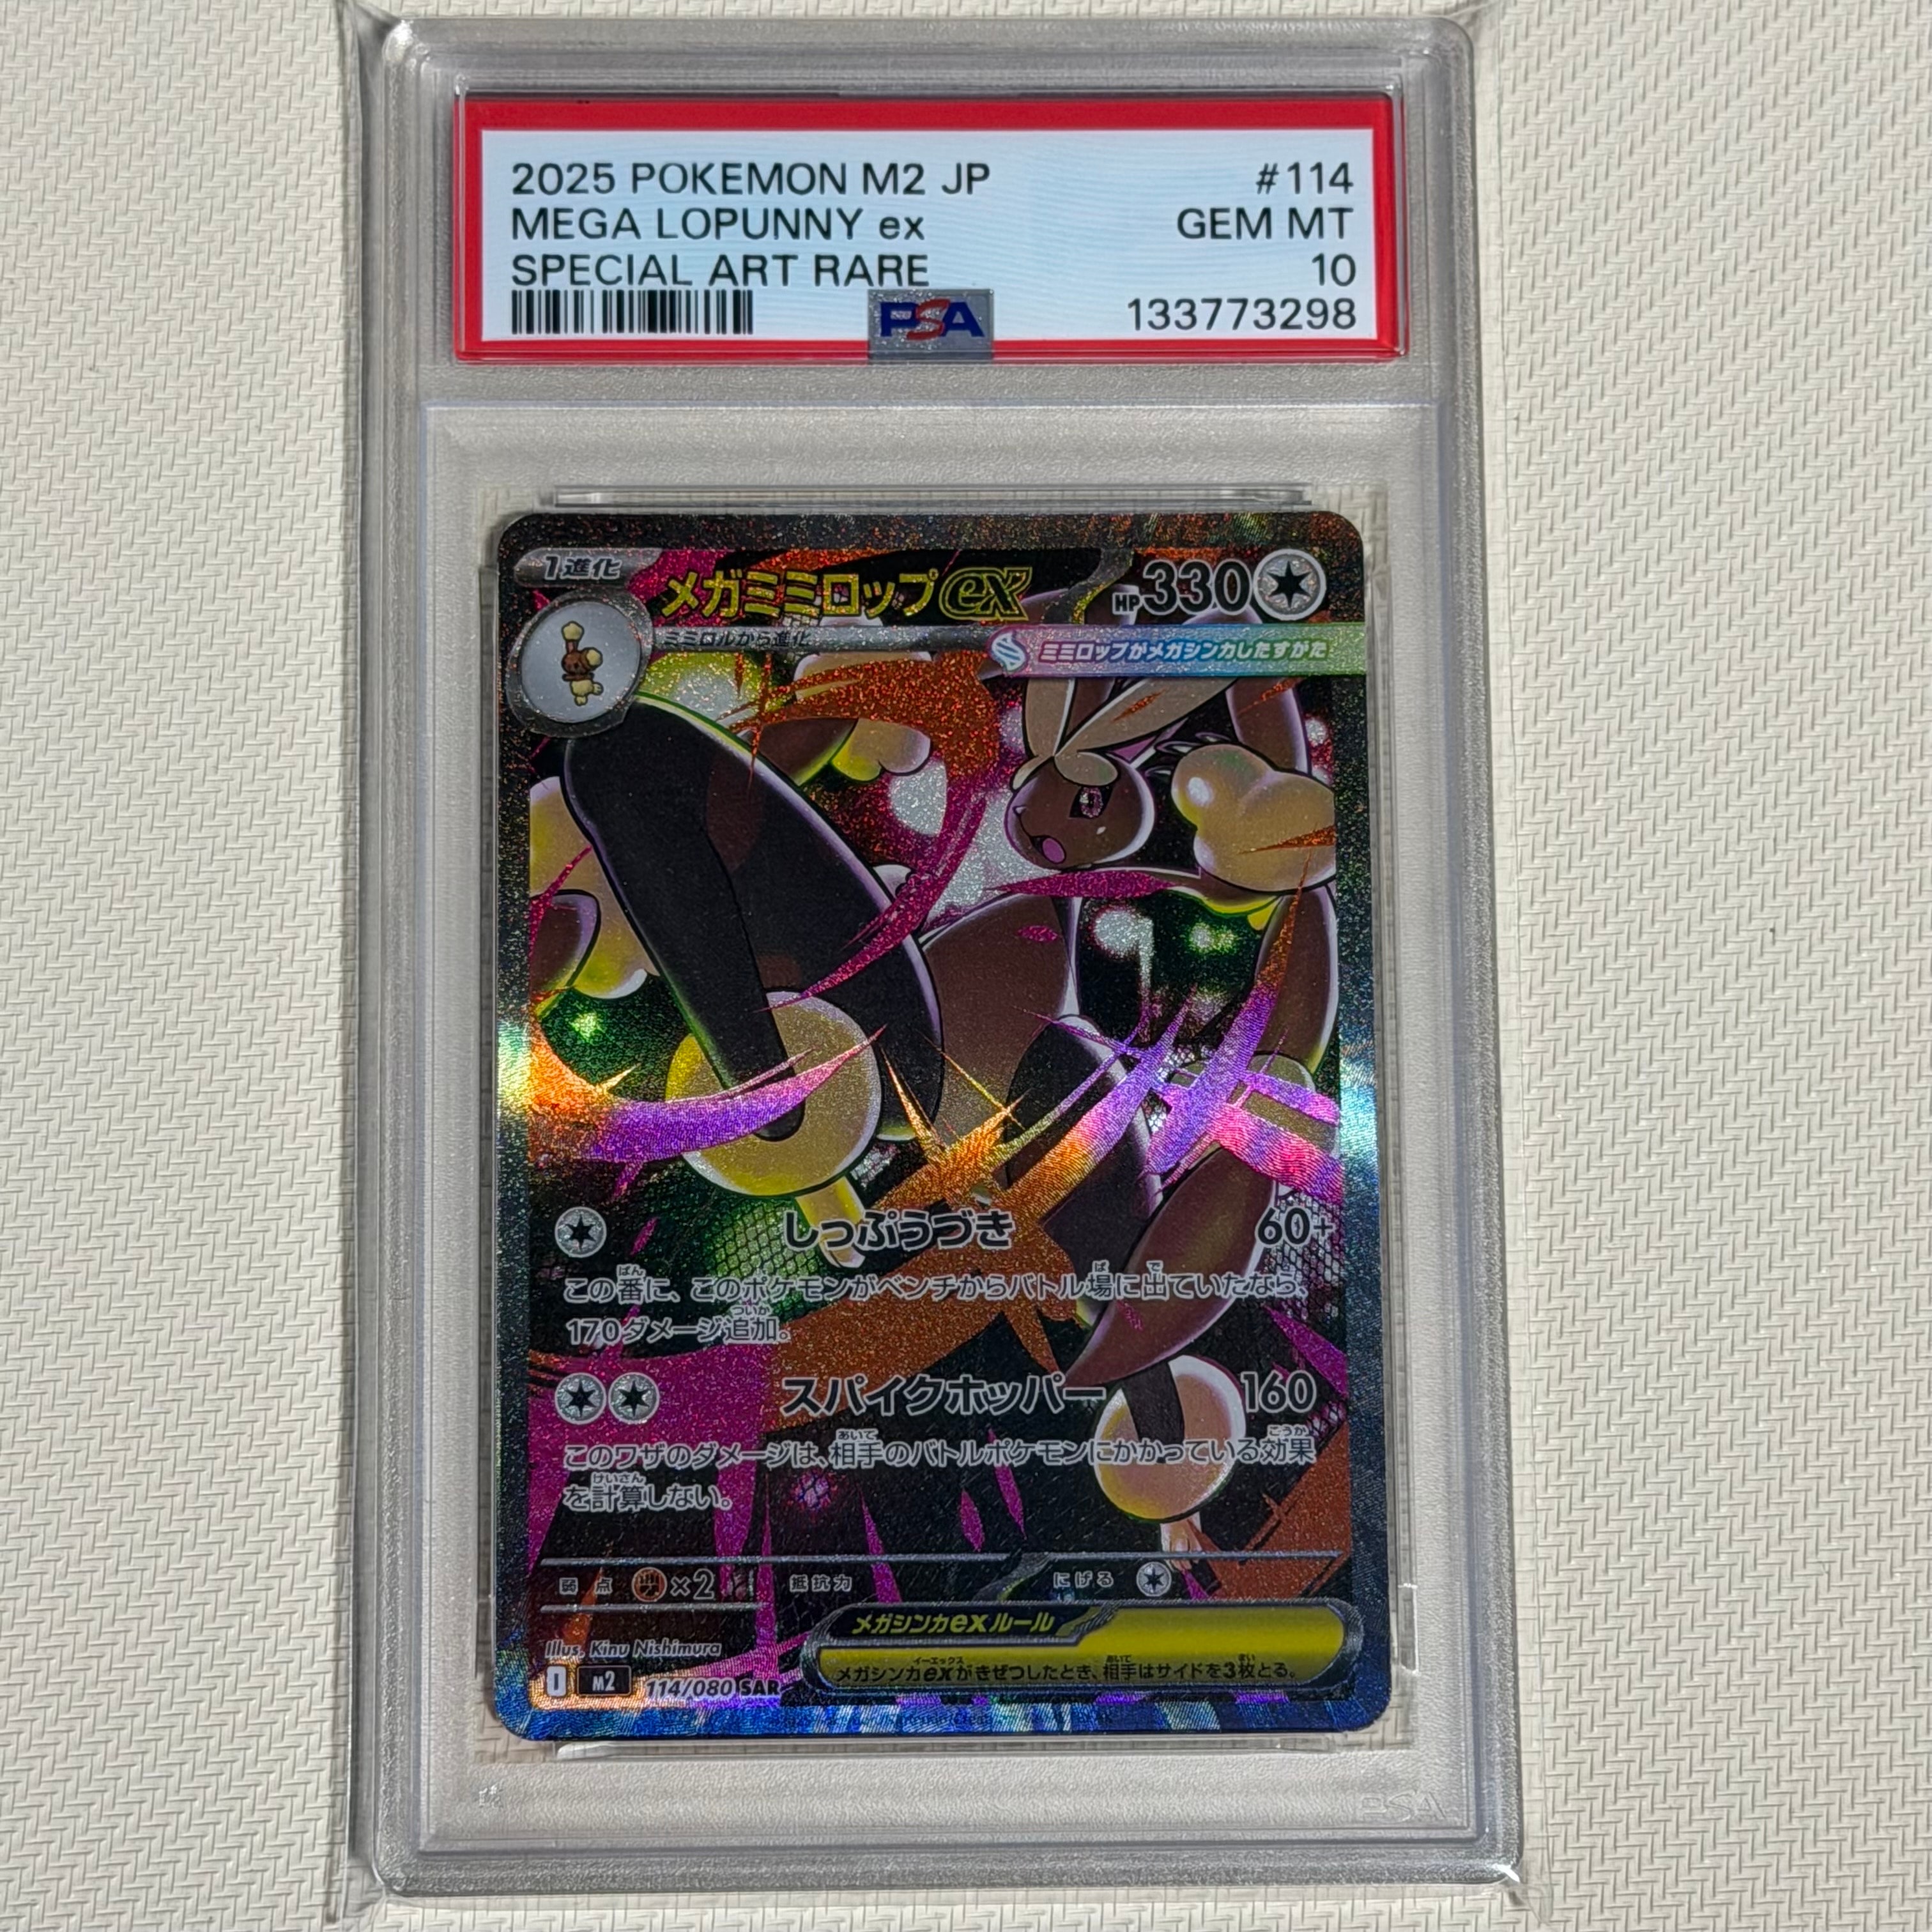 2025 POKEMON M2 JP #114
MEGA LOPUNNY ex GEM MT
SPECIAL ART RARE 10
PSA 133773298
1進化 メガミミロップex HP330
ミミロルから進化
ミミロップがメガシンカしたすがた
しっぷうづき 60+
この番に、このポケモンがベンチからバトル場に出ていたなら、
170ダメージ追加。
スパイクホッパー 160
このワザのダメージは、相手のバトルポケモンにかかっている効果
を計算しない。
弱点 ×2 抵抗力 にげる
メガシンカexルール
メガシンカexがきぜつしたとき、相手はサイドを3枚とる。
Illus. Kinu Nishimura
I M2 114/080 SAR
PSA